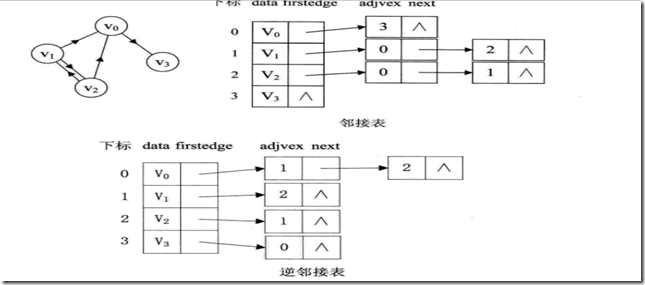 下标 data firstedge adjvex next
V₀
V₁
V₃
V₂
0 V₀ 3 ∧
1 V₁ 0 2 ∧
2 V₂ 0 1 ∧
3 V₃ ∧
邻接表
下标 data firstedge adjvex next
0 V₀ 1 2 ∧
1 V₁ 2 ∧
2 V₂ 1 ∧
3 V₃ 0 ∧
逆邻接表